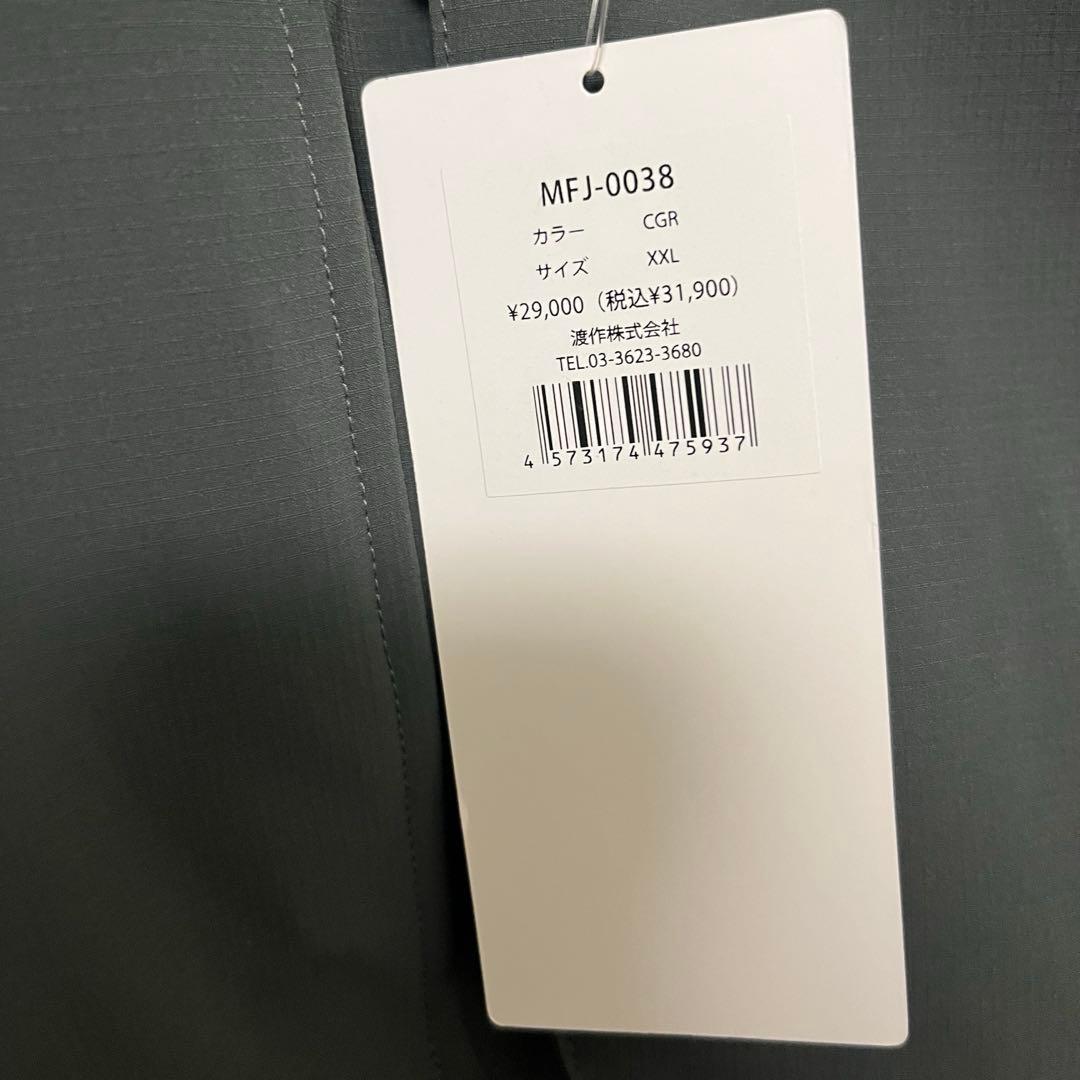 MFJ-0038
カラー CGR
サイズ XXL
¥29,000（税込¥31,900）
渡作株式会社
TEL.03-3623-3680
4 573174 475937